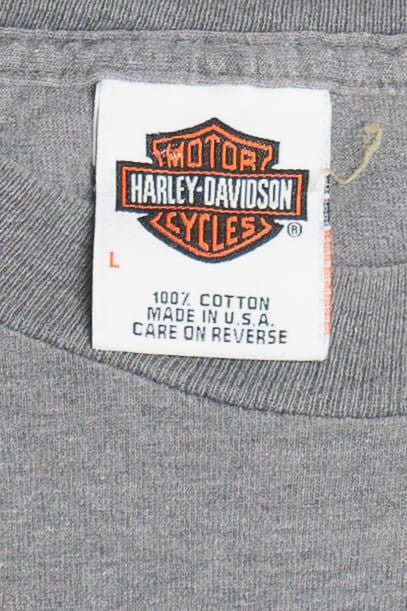 MOTOR
HARLEY-DAVIDSON
CYCLES
®
L
100% COTTON
MADE IN U.S.A.
CARE ON REVERSE